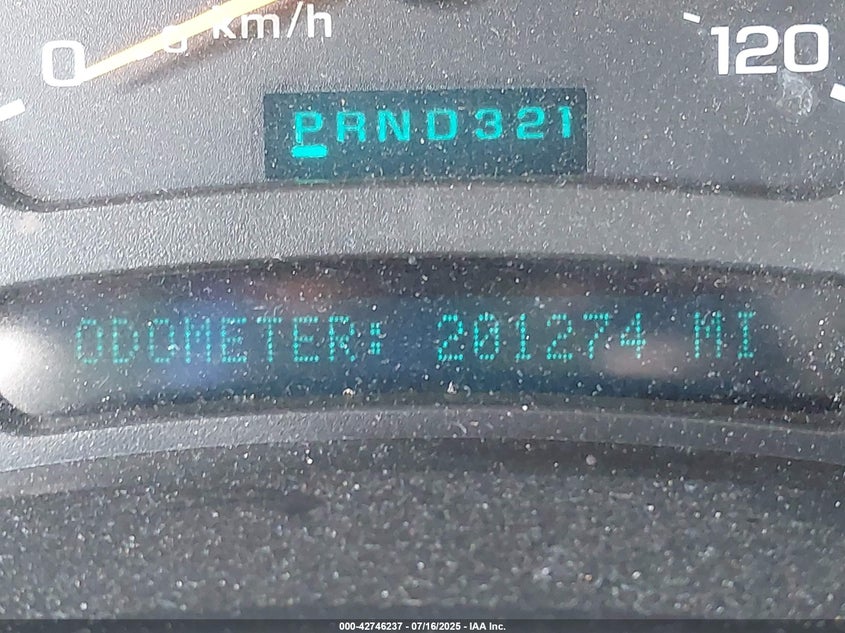 0 km/h 120
PRND321
ODOMETER: 201274 MI
000-42746237 - 07/16/2025 - IAA Inc.